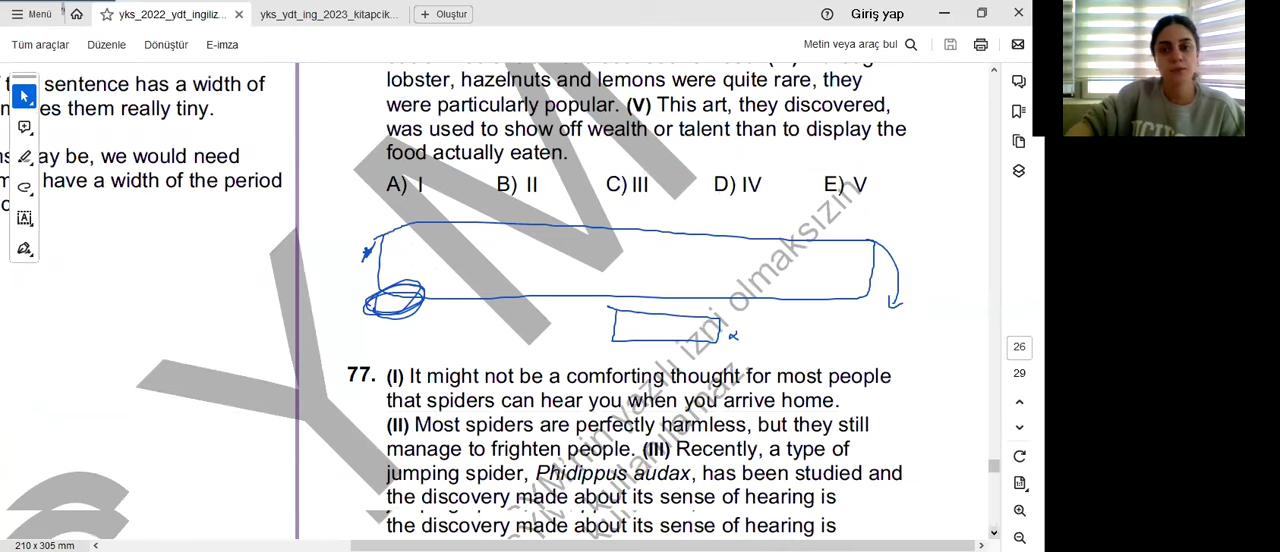 Menü
yks_2022_ydt_ingiliz...
yks_ydt_ing_2023_kitapcik...
+ Oluştur
Giriş yap
Tüm araçlar
Düzenle
Dönüştür
E-imza
Metin veya araç bul
sentence has a width of
es them really tiny.
ay be, we would need
have a width of the period
lobster, hazelnuts and lemons were quite rare, they
were particularly popular. (V) This art, they discovered,
was used to show off wealth or talent than to display the
food actually eaten.
A) I B) II C) III D) IV E) V
77. (I) It might not be a comforting thought for most people
that spiders can hear you when you arrive home.
(II) Most spiders are perfectly harmless, but they still
manage to frighten people. (III) Recently, a type of
jumping spider, Phidippus audax, has been studied and
the discovery made about its sense of hearing is
the discovery made about its sense of hearing is
YM
ÖSYM'nin yazılı izni olmaksızın
kullanılamaz.
26
29
210 x 305 mm